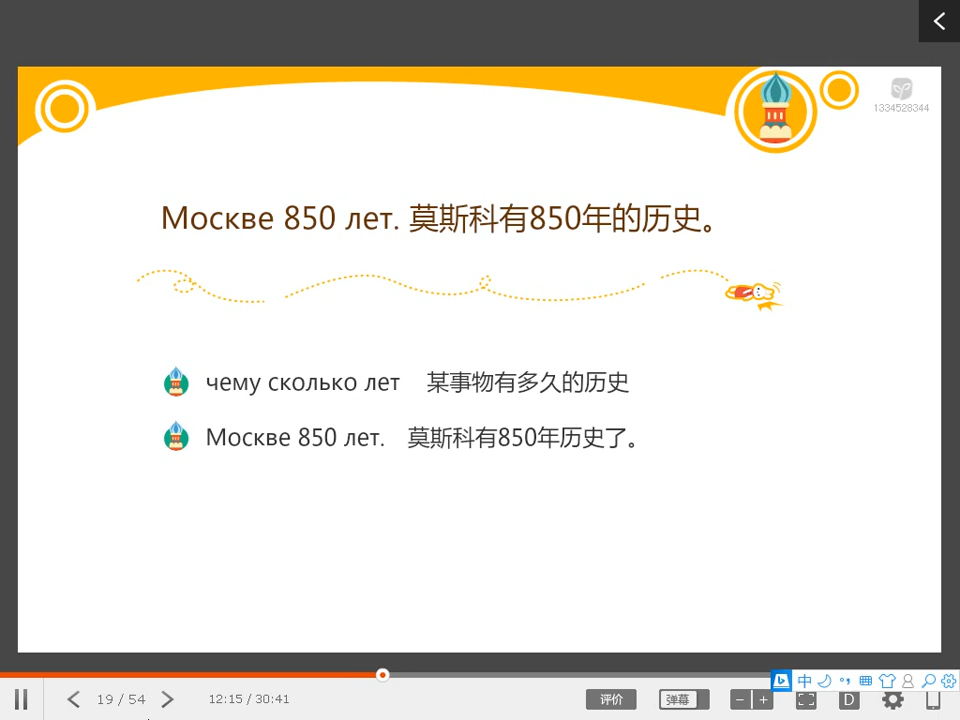 1334528344
Москве 850 лет. 莫斯科有850年的历史。
чему сколько лет 某事物有多久的历史
Москве 850 лет. 莫斯科有850年历史了。
中
19 / 54 12:15 / 30:41 评价 弹幕 D